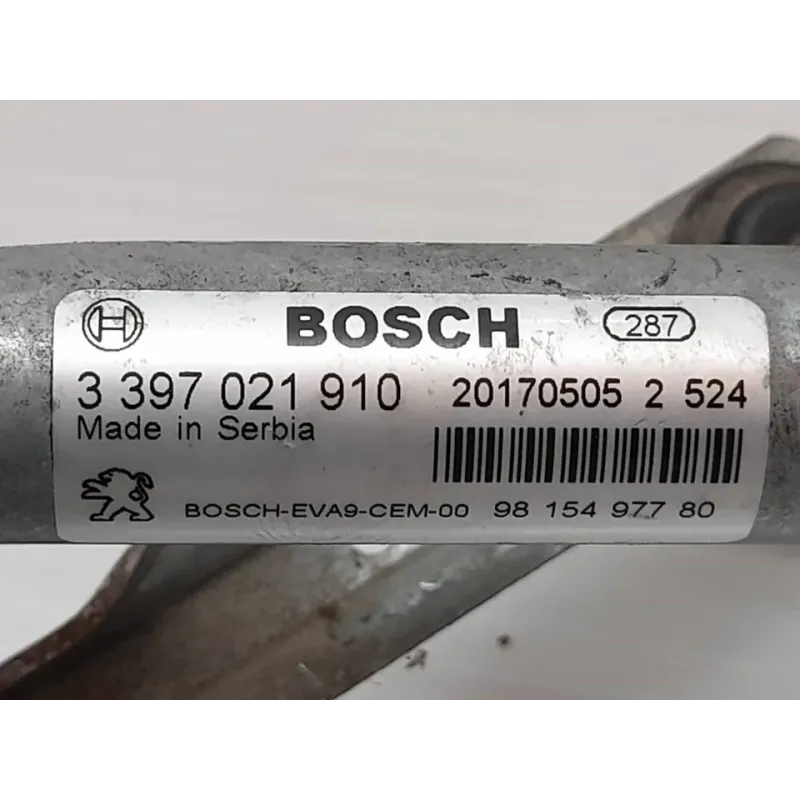 BOSCH 287
3 397 021 910 20170505 2 524
Made in Serbia
BOSCH-EVA9-CEM-00 98 154 977 80